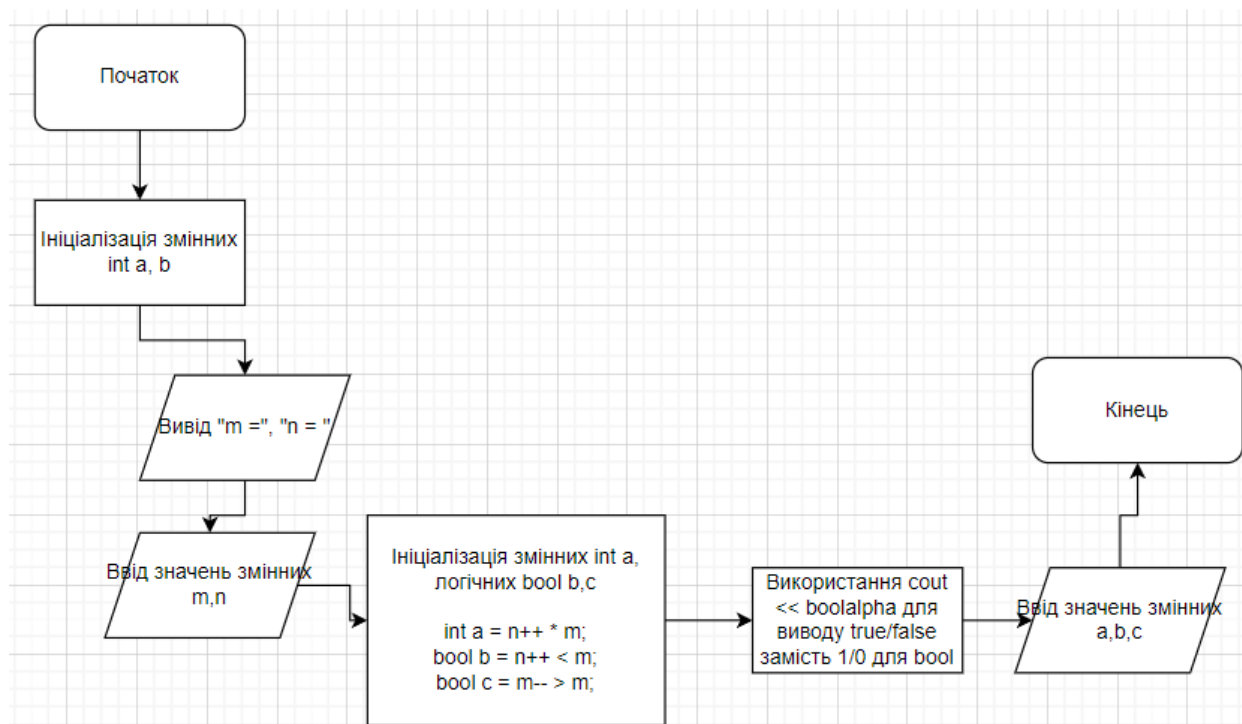 Початок
Ініціалізація змінних
int a, b
Вивід "m =", "n = "
Ввід значень змінних
m,n
Ініціалізація змінних int a,
логічних bool b,c
int a = n++ * m;
bool b = n++ < m;
bool c = m-- > m;
Використання cout
<< boolalpha для
виводу true/false
замість 1/0 для bool
Ввід значень змінних
a,b,c
Кінець